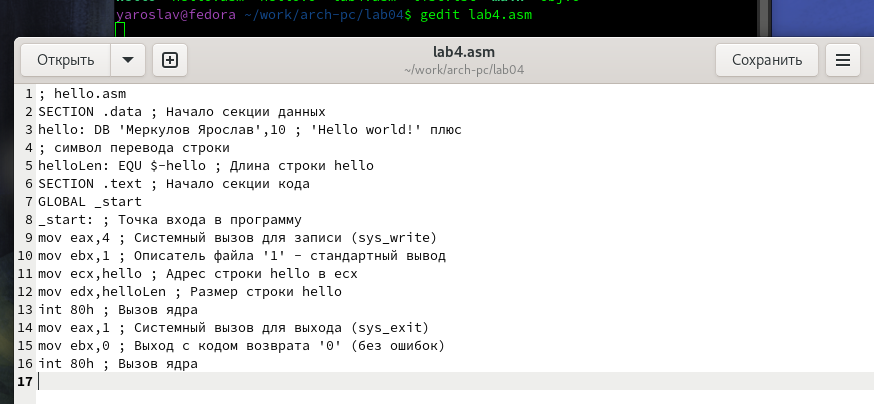 yaroslav@fedora ~/work/arch-pc/lab04$ gedit lab4.asm
Открыть
lab4.asm
~/work/arch-pc/lab04
Сохранить
1 ; hello.asm
2 SECTION .data ; Начало секции данных
3 hello: DB 'Меркулов Ярослав',10 ; 'Hello world!' плюс
4 ; символ перевода строки
5 helloLen: EQU $-hello ; Длина строки hello
6 SECTION .text ; Начало секции кода
7 GLOBAL _start
8 _start: ; Точка входа в программу
9 mov eax,4 ; Системный вызов для записи (sys_write)
10 mov ebx,1 ; Описатель файла '1' - стандартный вывод
11 mov ecx,hello ; Адрес строки hello в ecx
12 mov edx,helloLen ; Размер строки hello
13 int 80h ; Вызов ядра
14 mov eax,1 ; Системный вызов для выхода (sys_exit)
15 mov ebx,0 ; Выход с кодом возврата '0' (без ошибок)
16 int 80h ; Вызов ядра
17